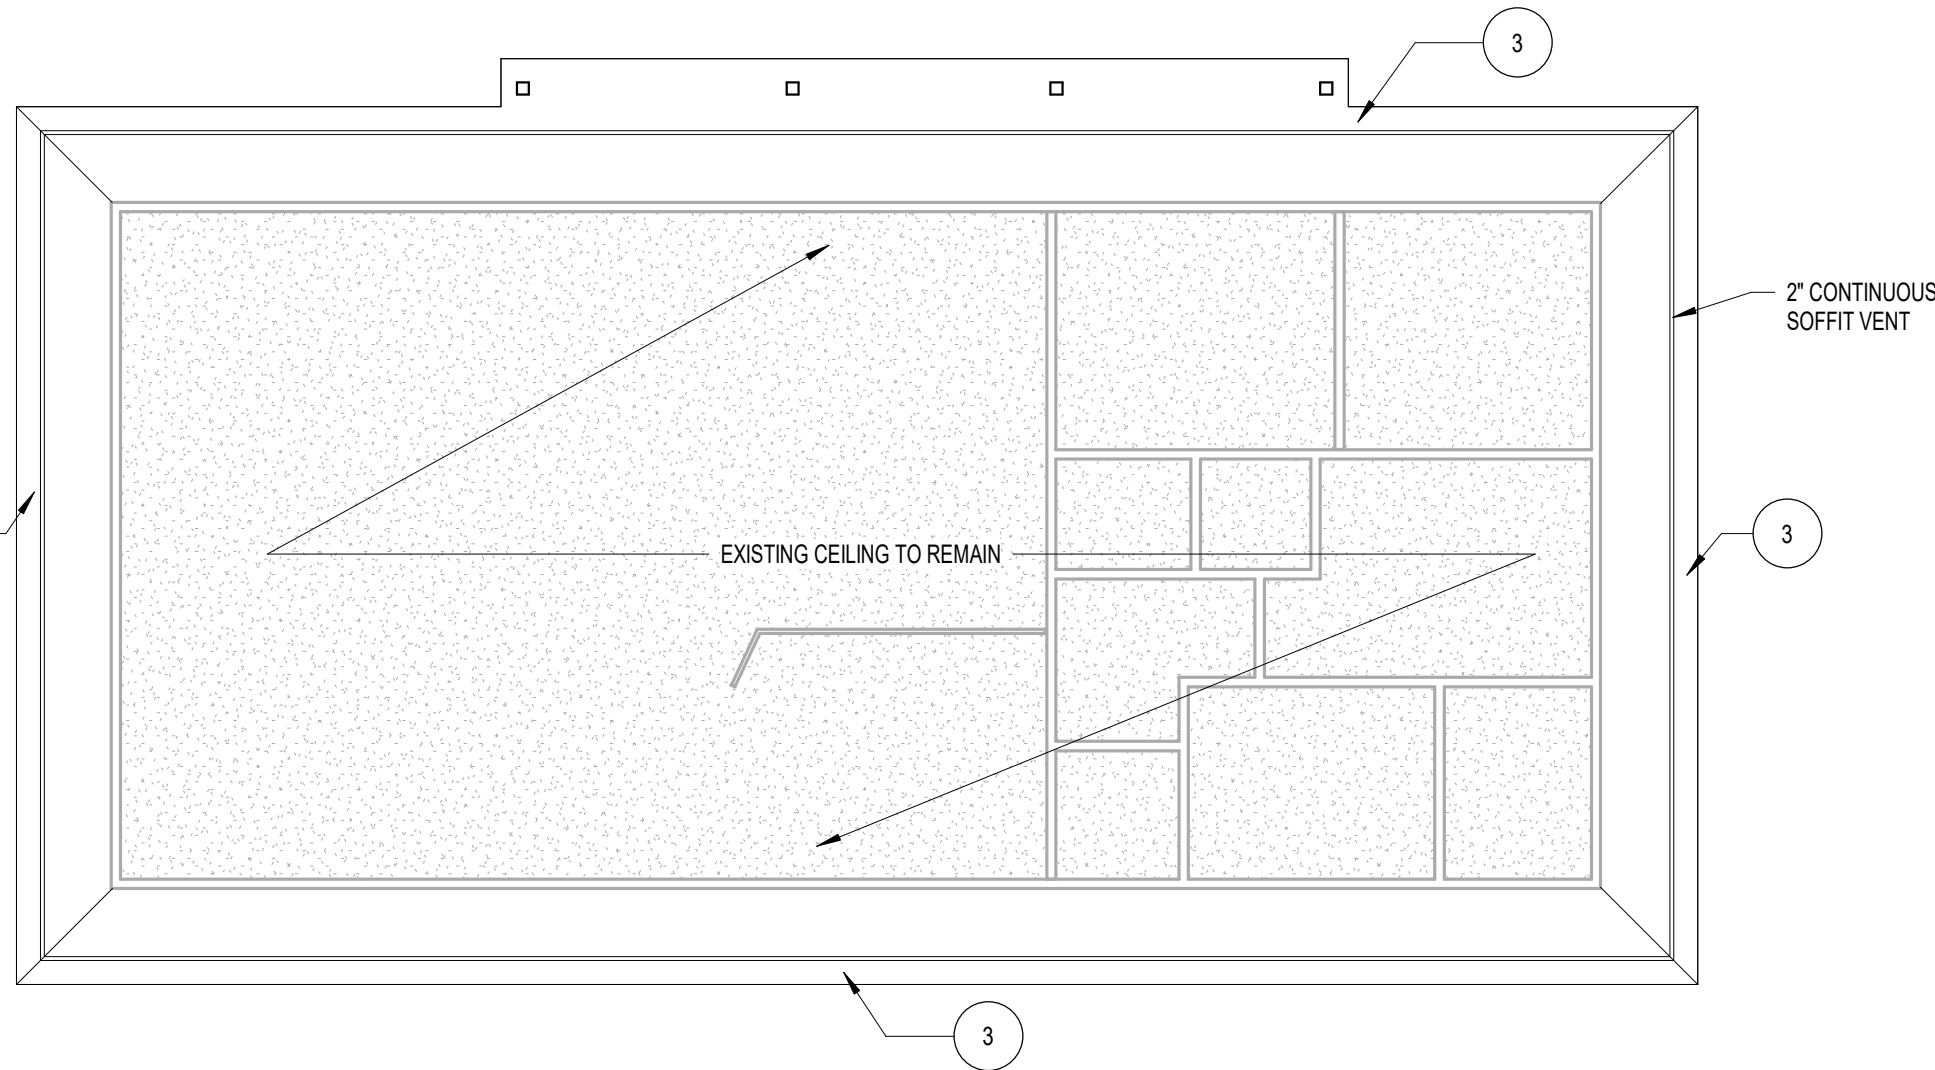 3
2" CONTINUOUS
SOFFIT VENT
3
EXISTING CEILING TO REMAIN
3